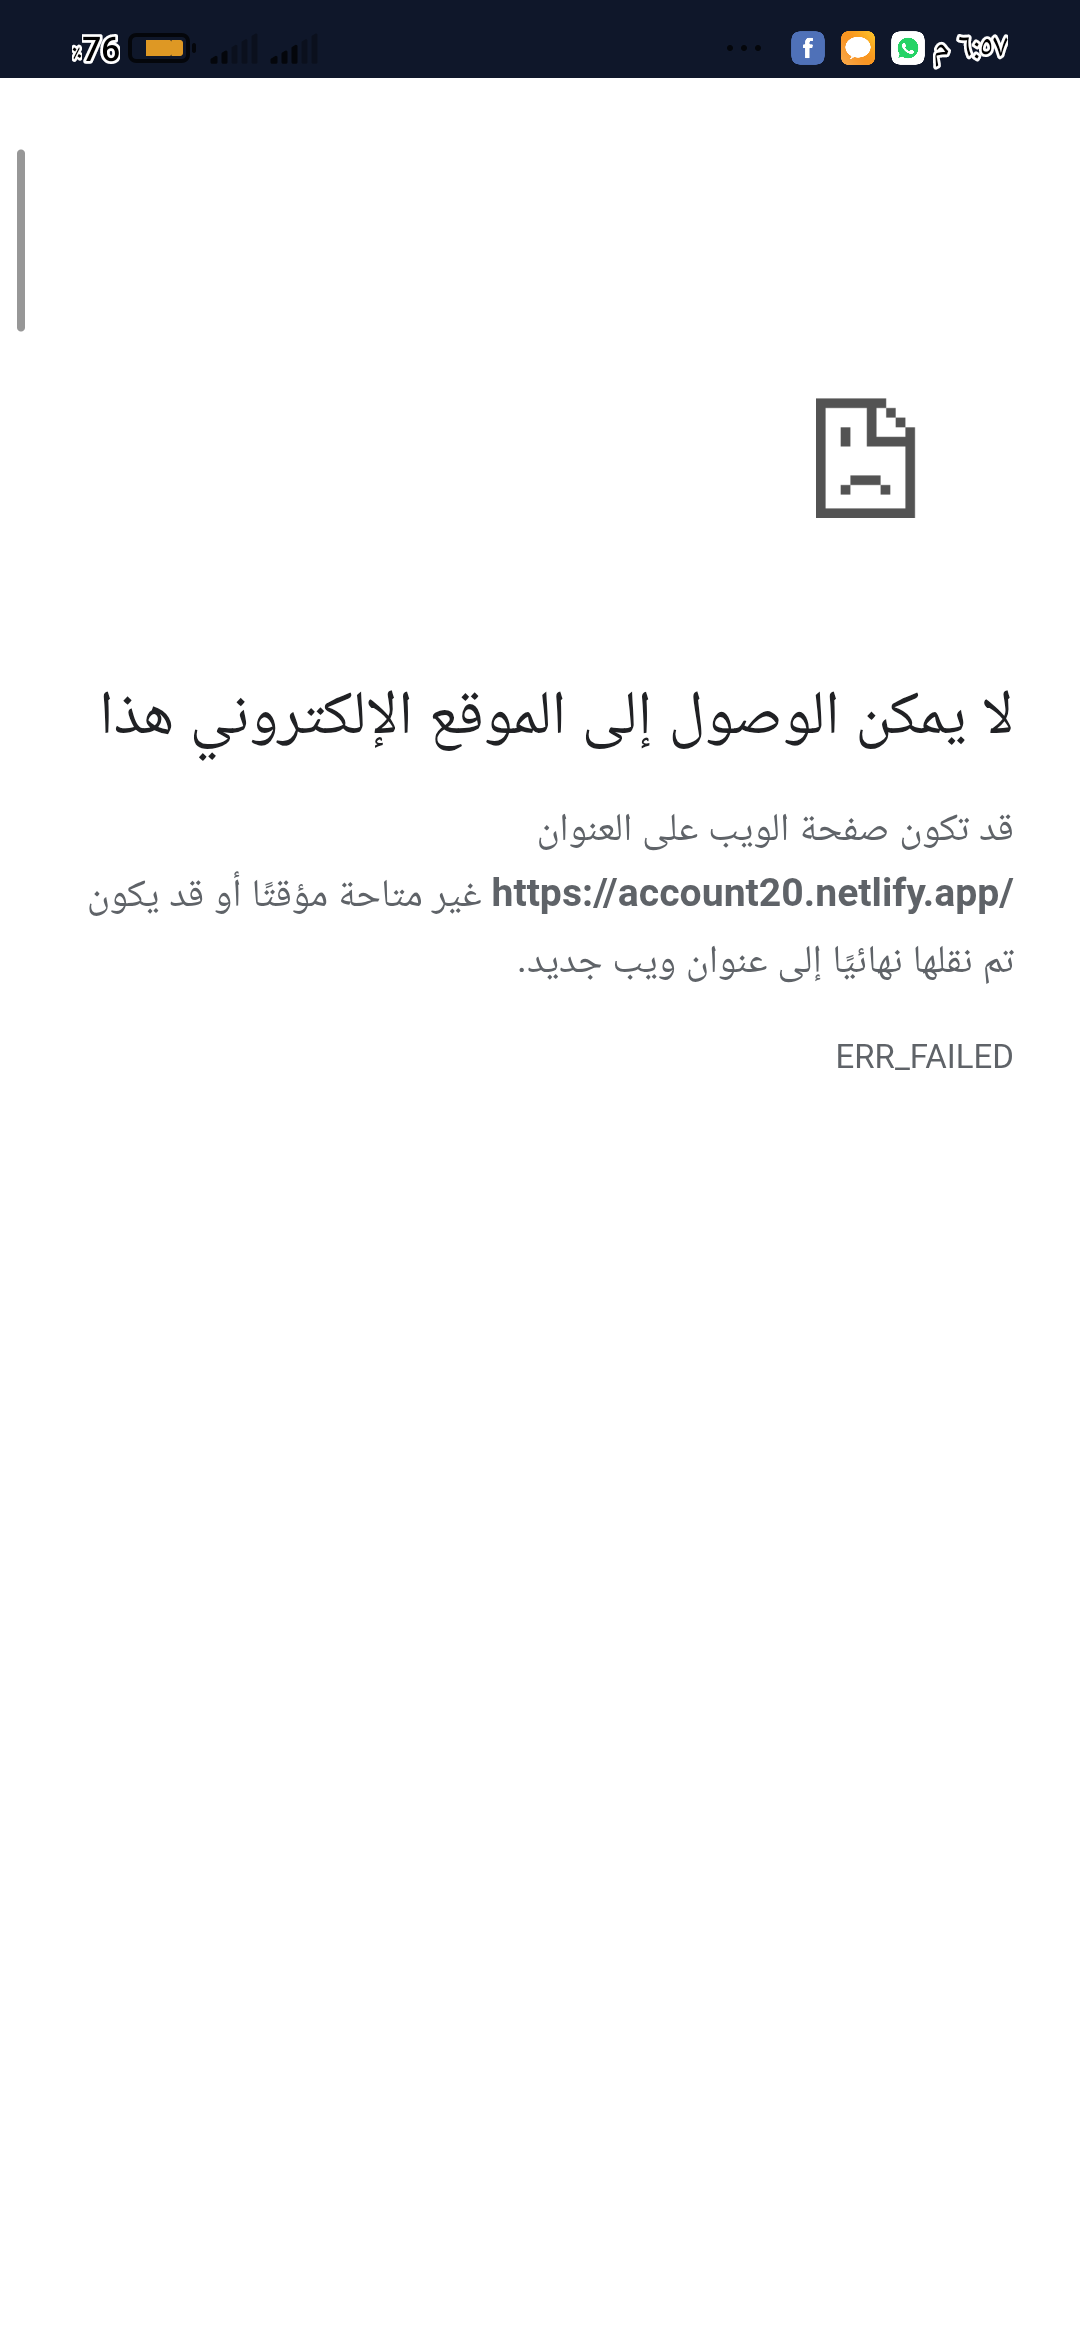 ٦:٥٧ م
76٪
لا يمكن الوصول إلى الموقع الإلكتروني هذا
قد تكون صفحة الويب على العنوان
https://account20.netlify.app/ غير متاحة مؤقتًا أو قد يكون
تم نقلها نهائيًا إلى عنوان ويب جديد.
ERR_FAILED